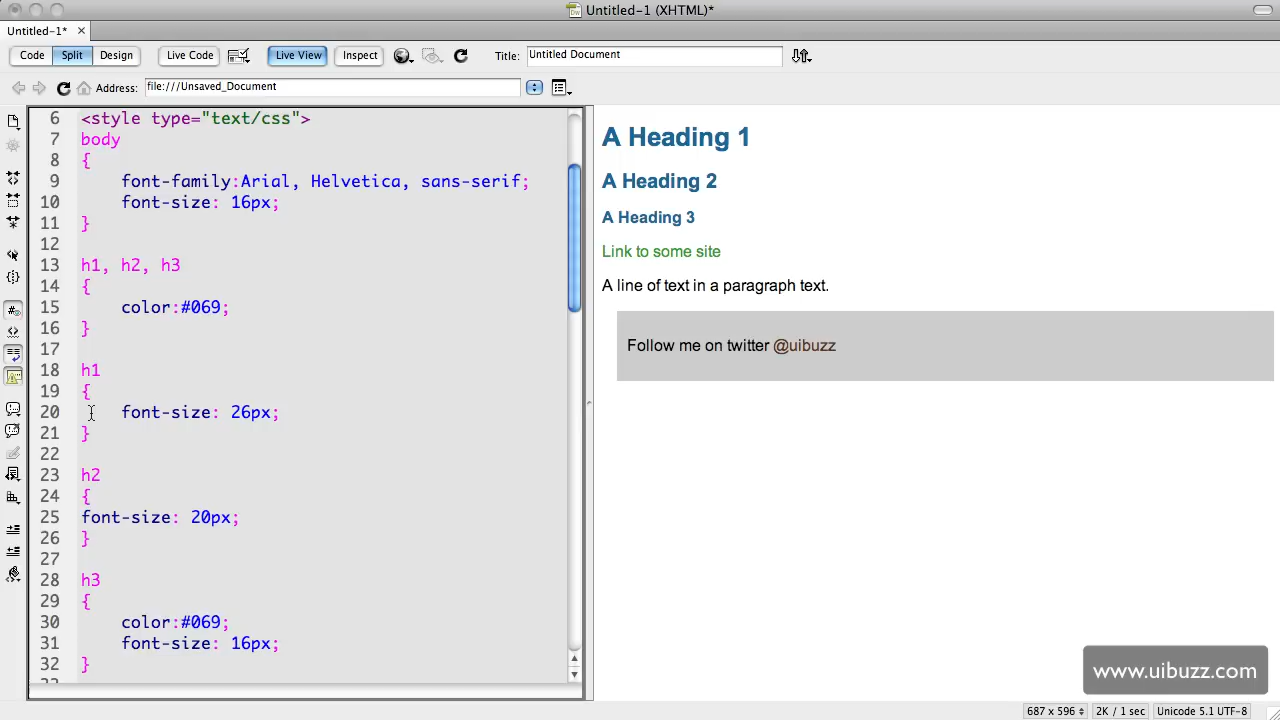 Untitled-1 (XHTML)*
Untitled-1*
Code Split Design Live Code Live View Inspect Title: Untitled Document
Address: file:///Unsaved_Document
6 <style type="text/css">
7 body
8 {
9 font-family:Arial, Helvetica, sans-serif;
10 font-size: 16px;
11 }
12
13 h1, h2, h3
14 {
15 color:#069;
16 }
17
18 h1
19 {
20 font-size: 26px;
21 }
22
23 h2
24 {
25 font-size: 20px;
26 }
27
28 h3
29 {
30 color:#069;
31 font-size: 16px;
32 }
A Heading 1
A Heading 2
A Heading 3
Link to some site
A line of text in a paragraph text.
Follow me on twitter @uibuzz
www.uibuzz.com
687 x 596 2K / 1 sec Unicode 5.1 UTF-8